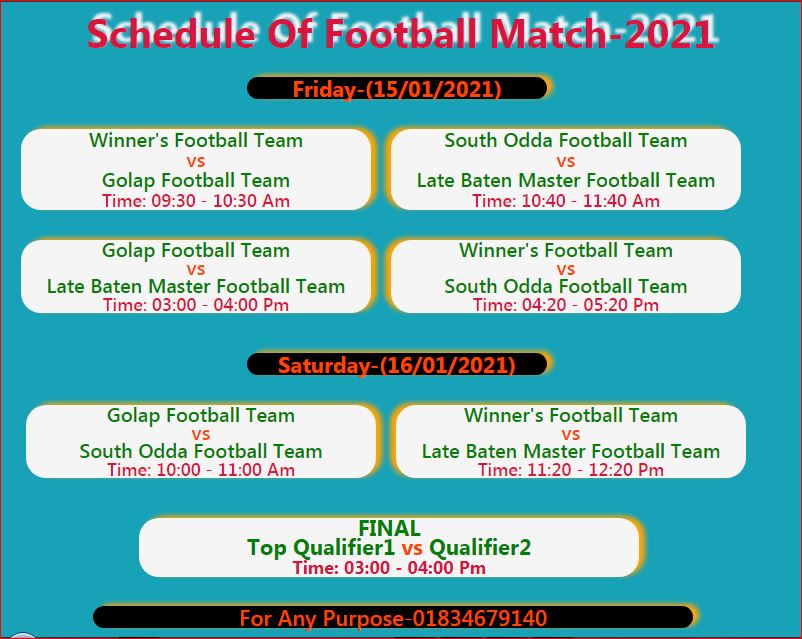 Schedule Of Football Match-2021
Friday-(15/01/2021)
Winner's Football Team
vs
Golap Football Team
Time: 09:30 - 10:30 Am
South Odda Football Team
vs
Late Baten Master Football Team
Time: 10:40 - 11:40 Am
Golap Football Team
vs
Late Baten Master Football Team
Time: 03:00 - 04:00 Pm
Winner's Football Team
vs
South Odda Football Team
Time: 04:20 - 05:20 Pm
Saturday-(16/01/2021)
Golap Football Team
vs
South Odda Football Team
Time: 10:00 - 11:00 Am
Winner's Football Team
vs
Late Baten Master Football Team
Time: 11:20 - 12:20 Pm
FINAL
Top Qualifier1 vs Qualifier2
Time: 03:00 - 04:00 Pm
For Any Purpose-01834679140